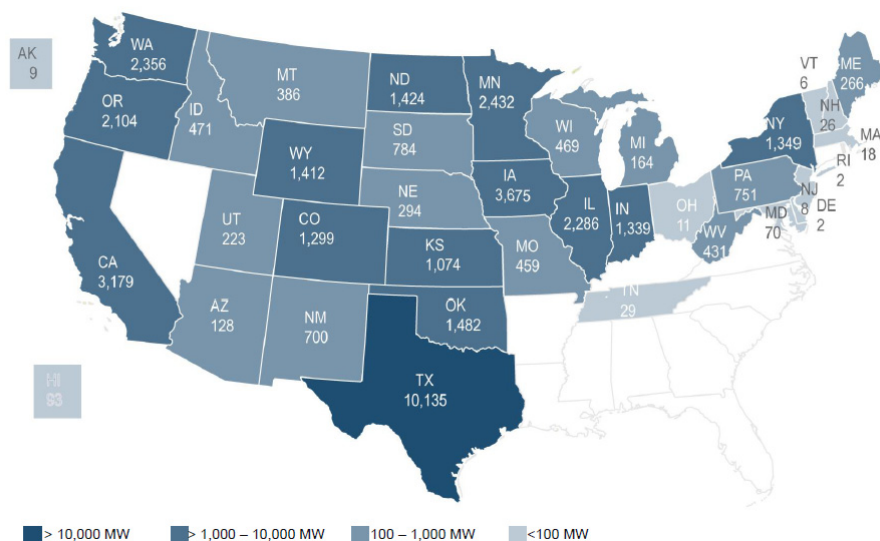 WA
2,356
AK
9
OR
2,104
ID
471
MT
386
ND
1,424
MN
2,432
SD
784
WI
469
MI
164
WY
1,412
NE
294
IA
3,675
IL
2,286
IN
1,339
OH
11
PA
751
NY
1,349
VT
6
ME
266
NH
26
MA
18
RI
2
NJ
8
DE
2
MD
70
WV
431
CA
3,179
UT
223
CO
1,299
KS
1,074
MO
459
AZ
128
NM
700
OK
1,482
TN
29
TX
10,135
HI
93
> 10,000 MW
> 1,000 – 10,000 MW
100 – 1,000 MW
<100 MW